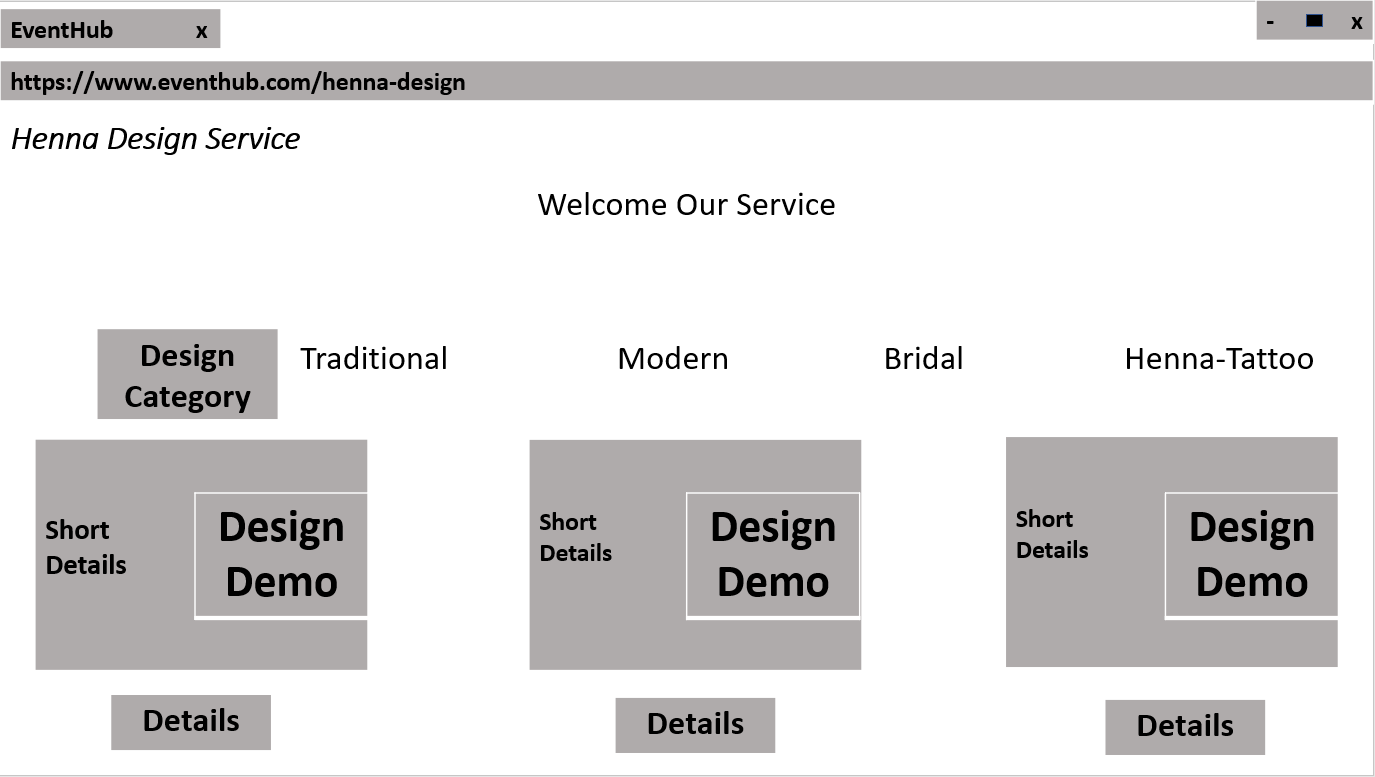 EventHub x - x
https://www.eventhub.com/henna-design
Henna Design Service
Welcome Our Service
Design
Category
Traditional Modern Bridal Henna-Tattoo
Short
Details
Design
Demo
Short
Details
Design
Demo
Short
Details
Design
Demo
Details Details Details